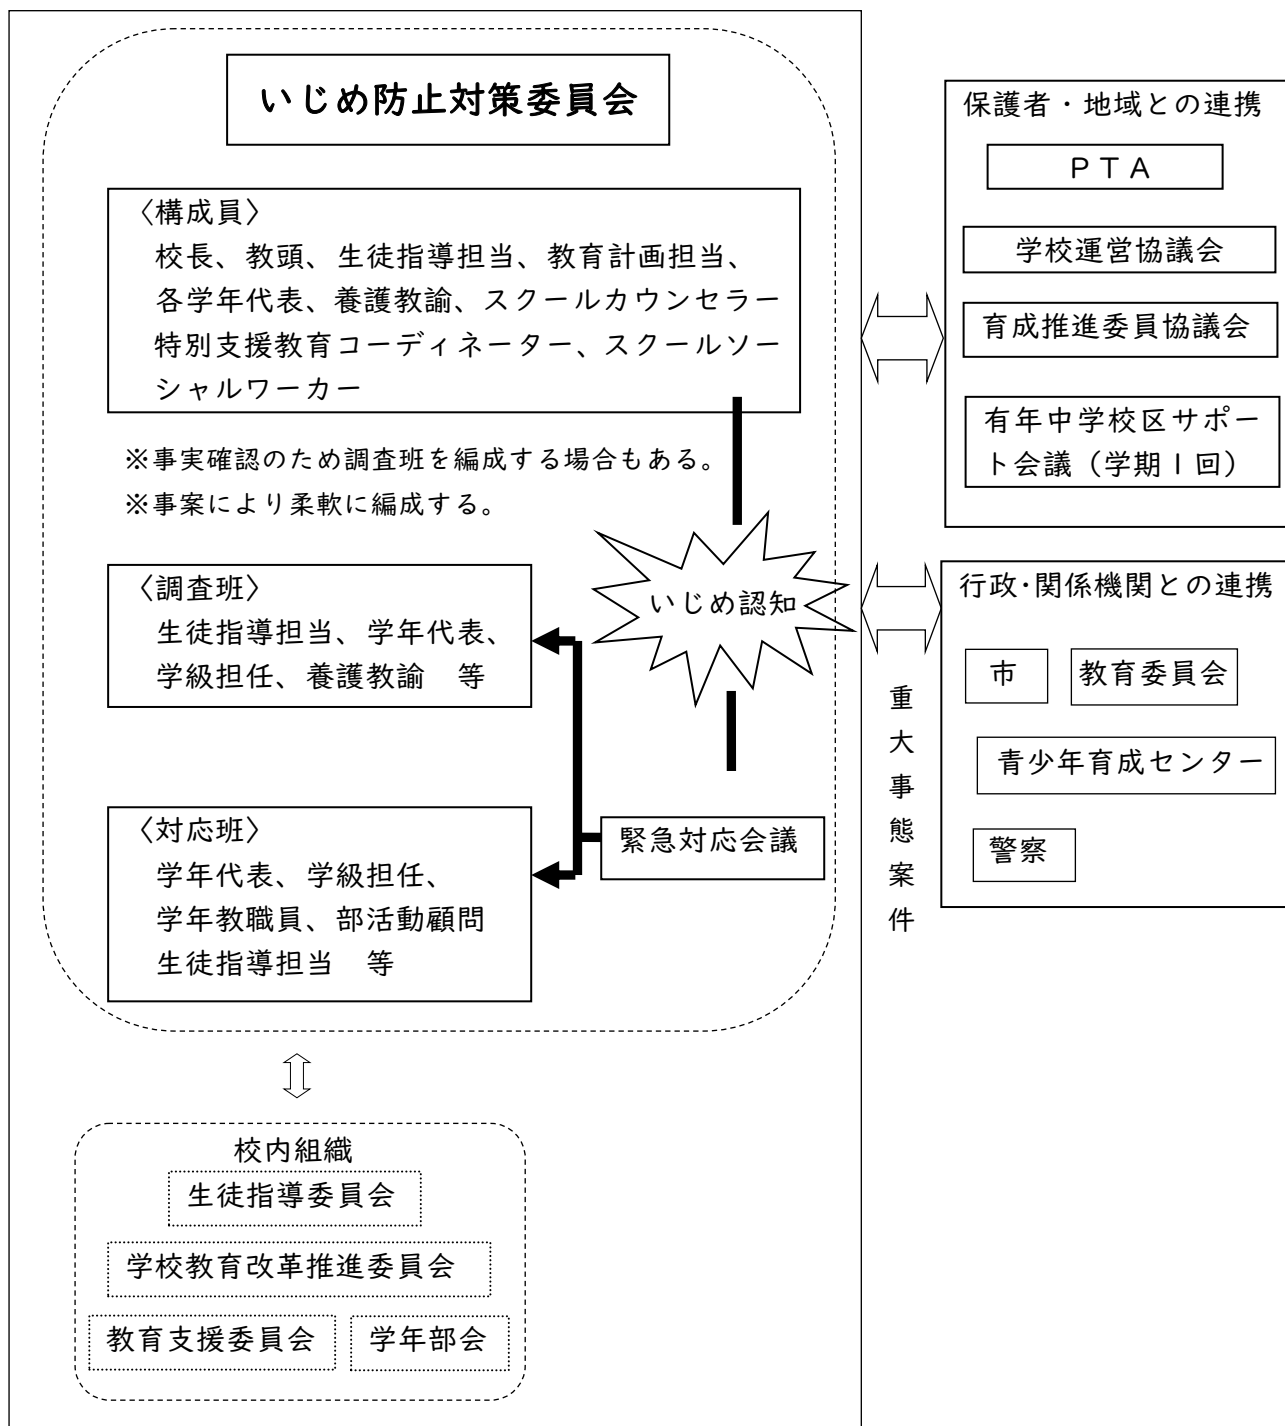 いじめ防止対策委員会
〈構成員〉
校長、教頭、生徒指導担当、教育計画担当、
各学年代表、養護教諭、スクールカウンセラー
特別支援教育コーディネーター、スクールソー
シャルワーカー
※事実確認のため調査班を編成する場合もある。
※事案により柔軟に編成する。
いじめ認知
〈調査班〉
生徒指導担当、学年代表、
学級担任、養護教諭　等
緊急対応会議
〈対応班〉
学年代表、学級担任、
学年教職員、部活動顧問
生徒指導担当　等
校内組織
生徒指導委員会
学校教育改革推進委員会
教育支援委員会
学年部会
保護者・地域との連携
ＰＴＡ
学校運営協議会
育成推進委員協議会
有年中学校区サポー
ト会議（学期１回）
行政・関係機関との連携
市
教育委員会
青少年育成センター
警察
重大事態案件